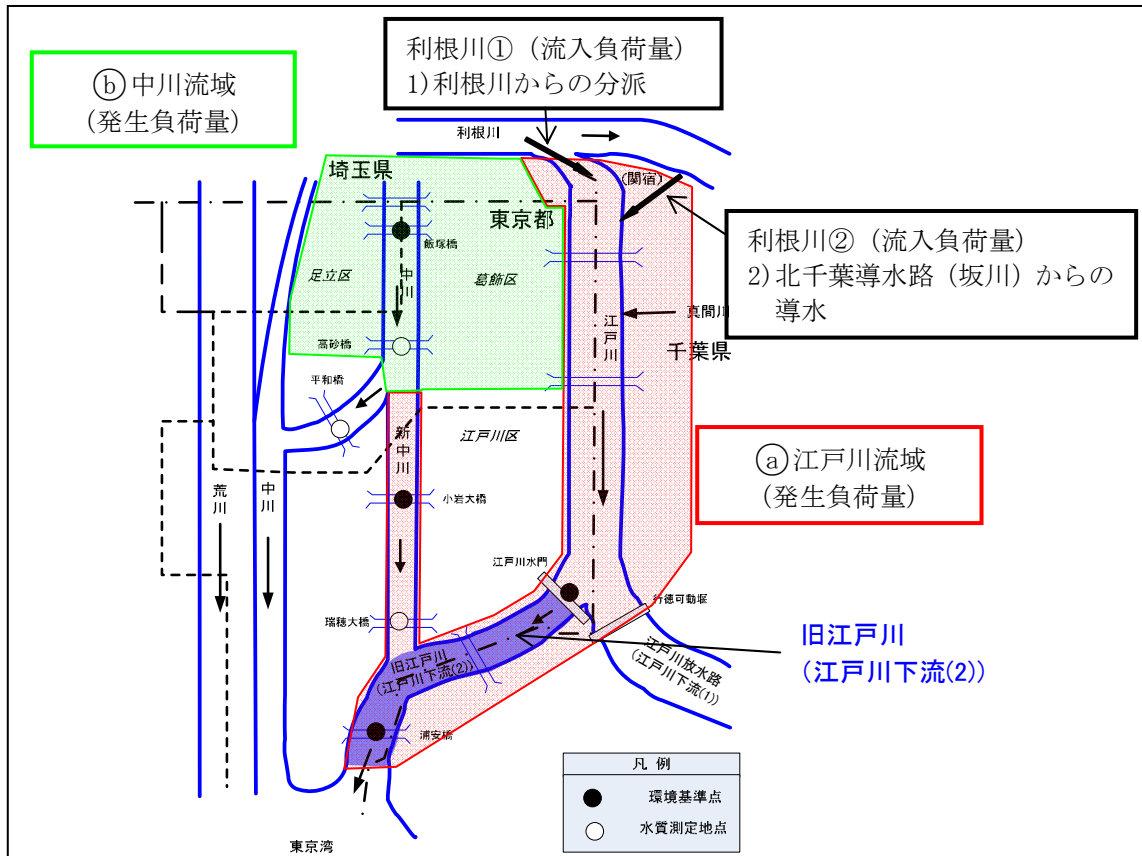 ⓑ中川流域
(発生負荷量)
利根川①（流入負荷量）
1)利根川からの分派
利根川
埼玉県
(関宿)
東京都
飯塚橋
利根川②（流入負荷量）
2)北千葉導水路（坂川）からの
導水
足立区
葛飾区
中川
真間川
江戸川
千葉県
高砂橋
平和橋
新中川
江戸川区
ⓐ江戸川流域
(発生負荷量)
荒川
中川
小岩大橋
江戸川水門
行徳可動堰
瑞穂大橋
旧江戸川
(江戸川下流(2))
江戸川放水路
(江戸川下流(1))
旧江戸川
(江戸川下流(2))
浦安橋
凡 例
環境基準点
水質測定地点
東京湾